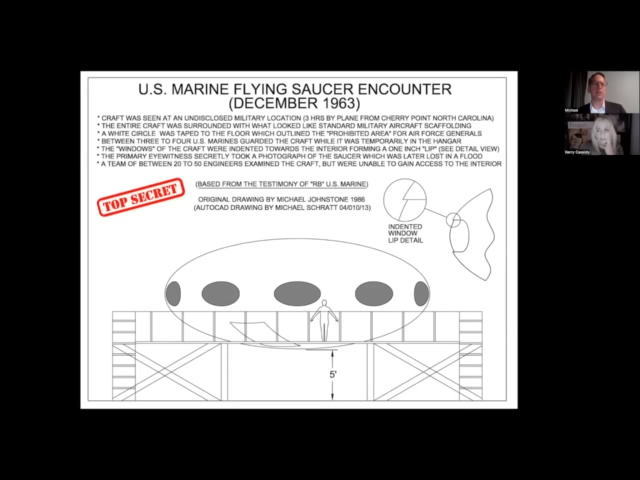 U.S. MARINE FLYING SAUCER ENCOUNTER
(DECEMBER 1963)
* CRAFT WAS SEEN AT AN UNDISCLOSED MILITARY LOCATION (3 HRS BY PLANE FROM CHERRY POINT NORTH CAROLINA)
* THE ENTIRE CRAFT WAS SURROUNDED WITH WHAT LOOKED LIKE STANDARD MILITARY AIRCRAFT SCAFFOLDING
* A WHITE CIRCLE WAS TAPED TO THE FLOOR WHICH OUTLINED THE "PROHIBITED AREA" FOR AIR FORCE GENERALS
* BETWEEN THREE TO FOUR U.S. MARINES GUARDED THE CRAFT WHILE IT WAS TEMPORARILY IN THE HANGAR
* THE "WINDOWS" OF THE CRAFT WERE INDENTED TOWARDS THE INTERIOR FORMING A ONE INCH "LIP" (SEE DETAIL VIEW)
* THE PRIMARY EYEWITNESS SECRETLY TOOK A PHOTOGRAPH OF THE SAUCER WHICH WAS LATER LOST IN A FLOOD
* A TEAM OF BETWEEN 20 TO 50 ENGINEERS EXAMINED THE CRAFT, BUT WERE UNABLE TO GAIN ACCESS TO THE INTERIOR
TOP SECRET
(BASED FROM THE TESTIMONY OF "RB" U.S. MARINE)
ORIGINAL DRAWING BY MICHAEL JOHNSTONE 1986
(AUTOCAD DRAWING BY MICHAEL SCHRATT 04/010/13)
INDENTED
WINDOW
LIP DETAIL
5'
Michael